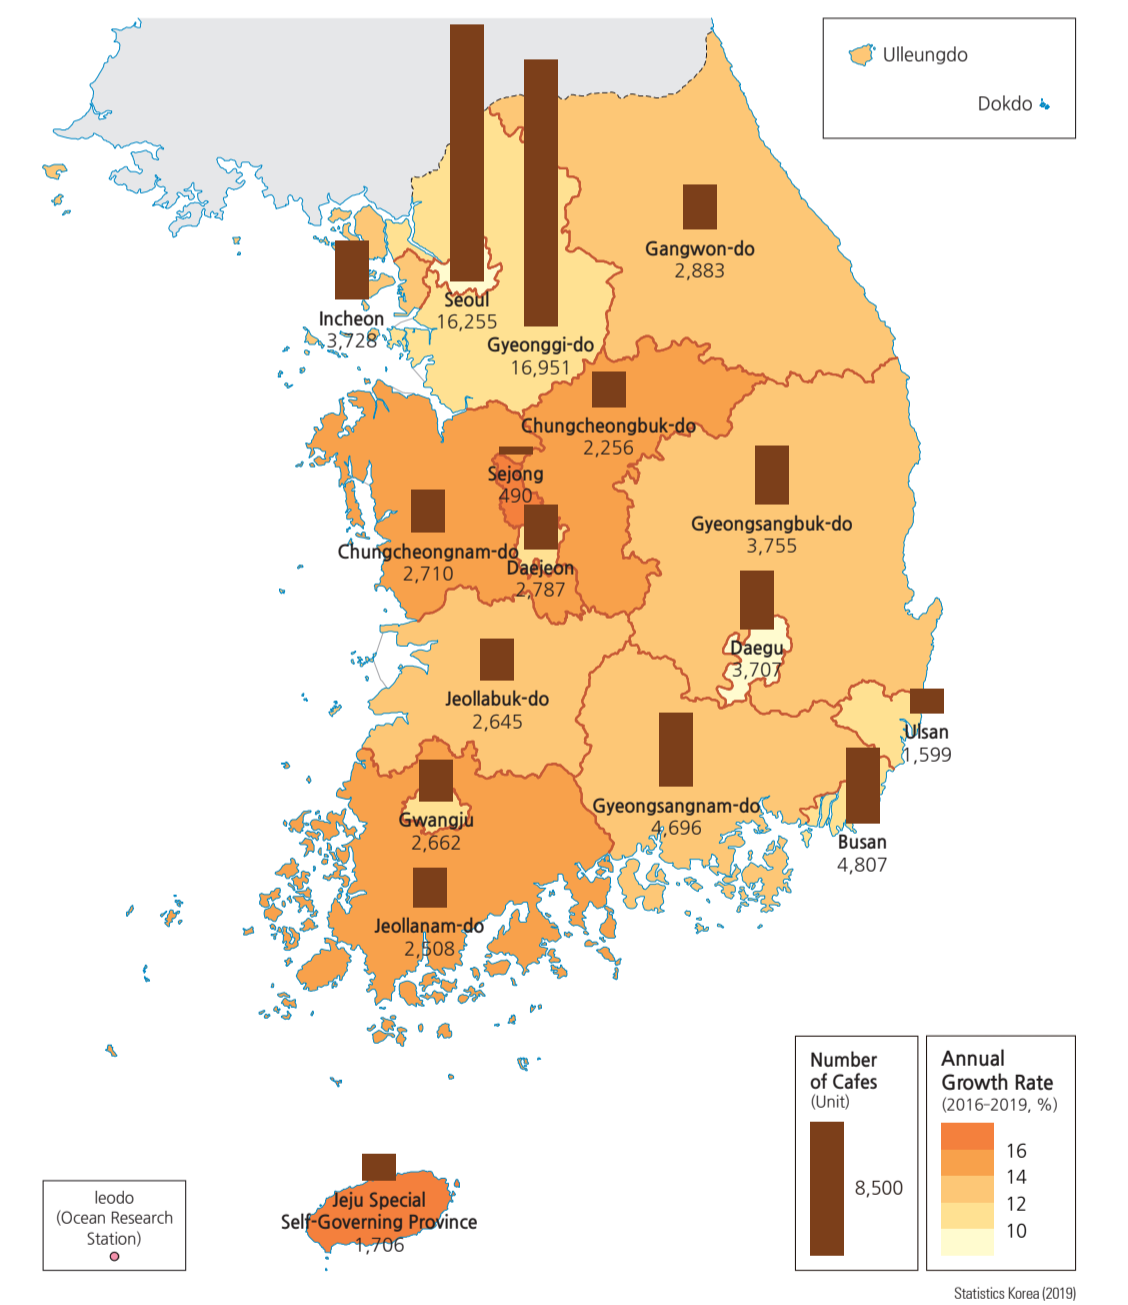 Ulleungdo
Dokdo
Gangwon-do
2,883
Incheon
3,728
Seoul
16,255
Gyeonggi-do
16,951
Chungcheongbuk-do
2,256
Sejong
490
Chungcheongnam-do
2,710
Daejeon
2,787
Gyeongsangbuk-do
3,755
Daegu
3,707
Jeollabuk-do
2,645
Ulsan
1,599
Gyeongsangnam-do
4,696
Busan
4,807
Gwangju
2,662
Jeollanam-do
2,508
Jeju Special
Self-Governing Province
1,706
Ieodo
(Ocean Research
Station)
Number
of Cafes
(Unit)
8,500
Annual
Growth Rate
(2016–2019, %)
16
14
12
10
Statistics Korea (2019)